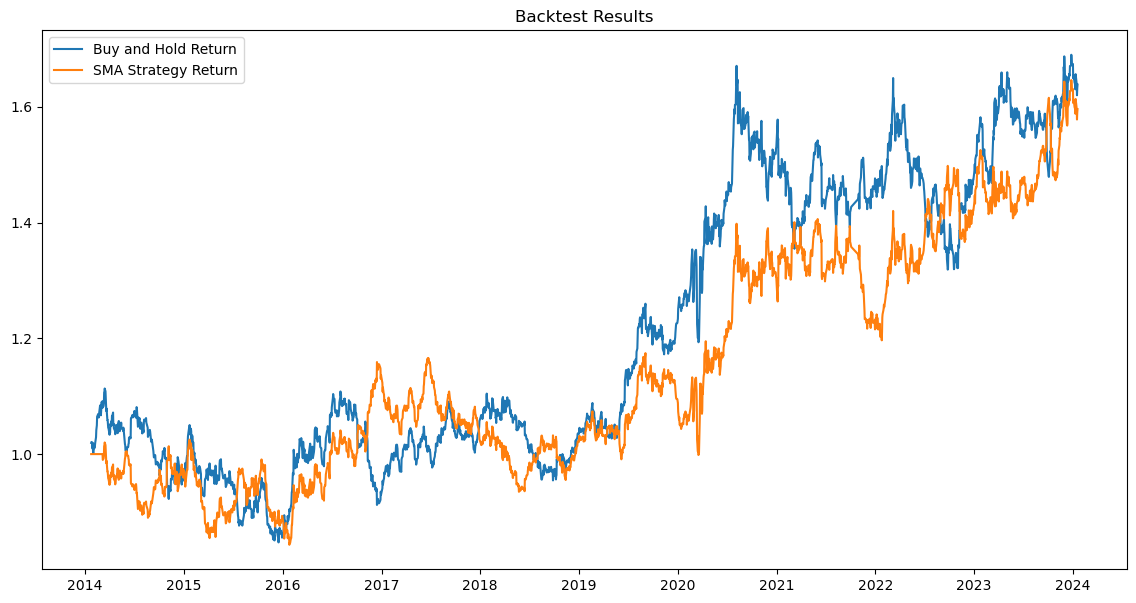 Backtest Results
Buy and Hold Return
SMA Strategy Return
1.6
1.4
1.2
1.0
2014 2015 2016 2017 2018 2019 2020 2021 2022 2023 2024